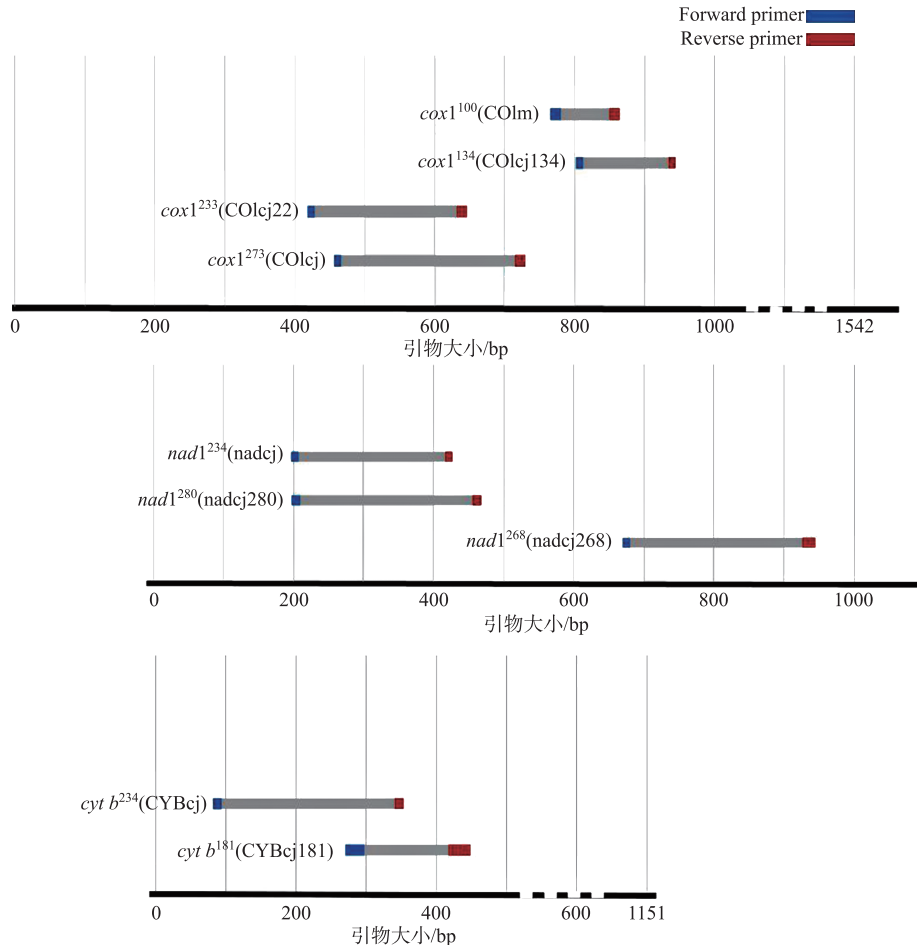 Forward primer
Reverse primer
cox1¹⁰⁰(COlm)
cox1¹³⁴(COlcj134)
cox1²³³(COlcj22)
cox1²⁷³(COlcj)
0 200 400 600 800 1000 1542
引物大小/bp
nad1²³⁴(nadcj)
nad1²⁸⁰(nadcj280)
nad1²⁶⁸(nadcj268)
0 200 400 600 800 1000
引物大小/bp
cyt b²³⁴(CYBcj)
cyt b¹⁸¹(CYBcj181)
0 200 400 600 1151
引物大小/bp